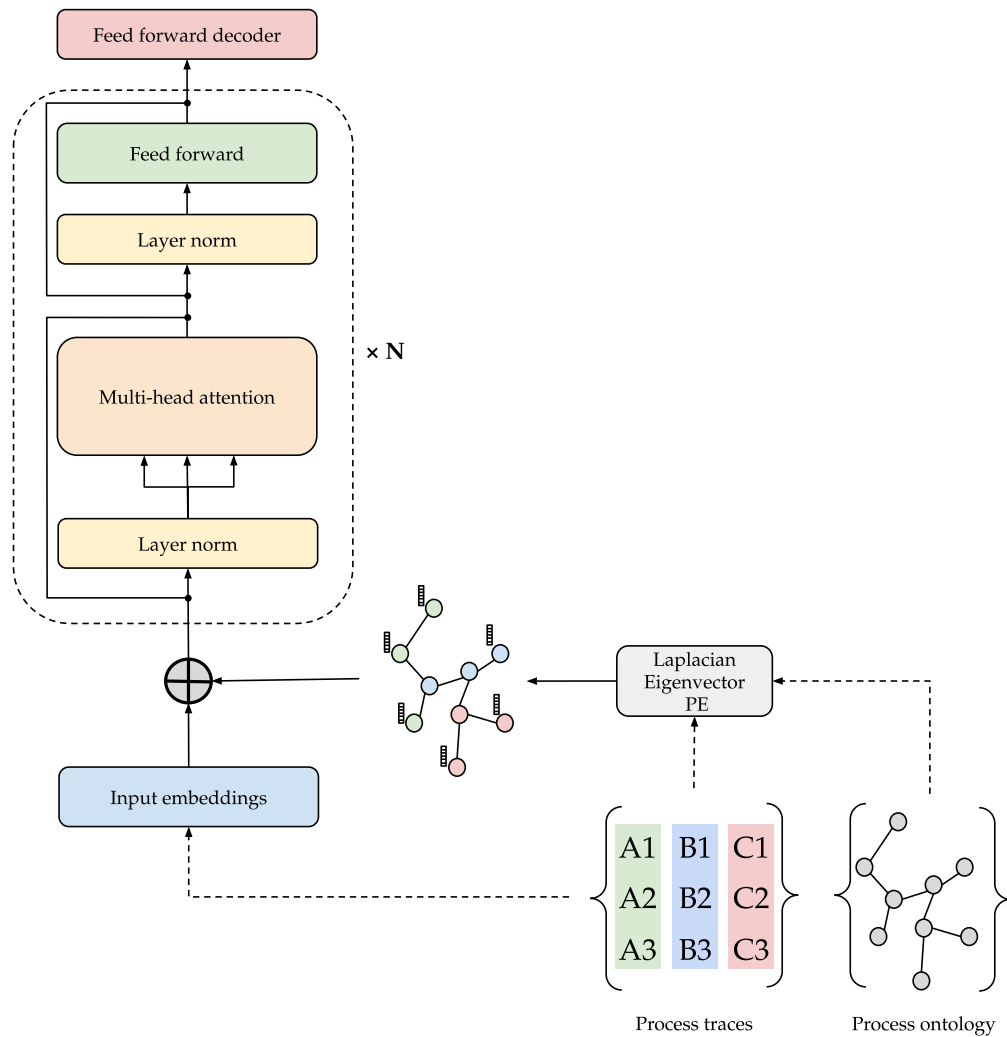 Feed forward decoder
Feed forward
Layer norm
Multi-head attention
× N
Layer norm
Laplacian
Eigenvector
PE
Input embeddings
A1 B1 C1
A2 B2 C2
A3 B3 C3
Process traces
Process ontology